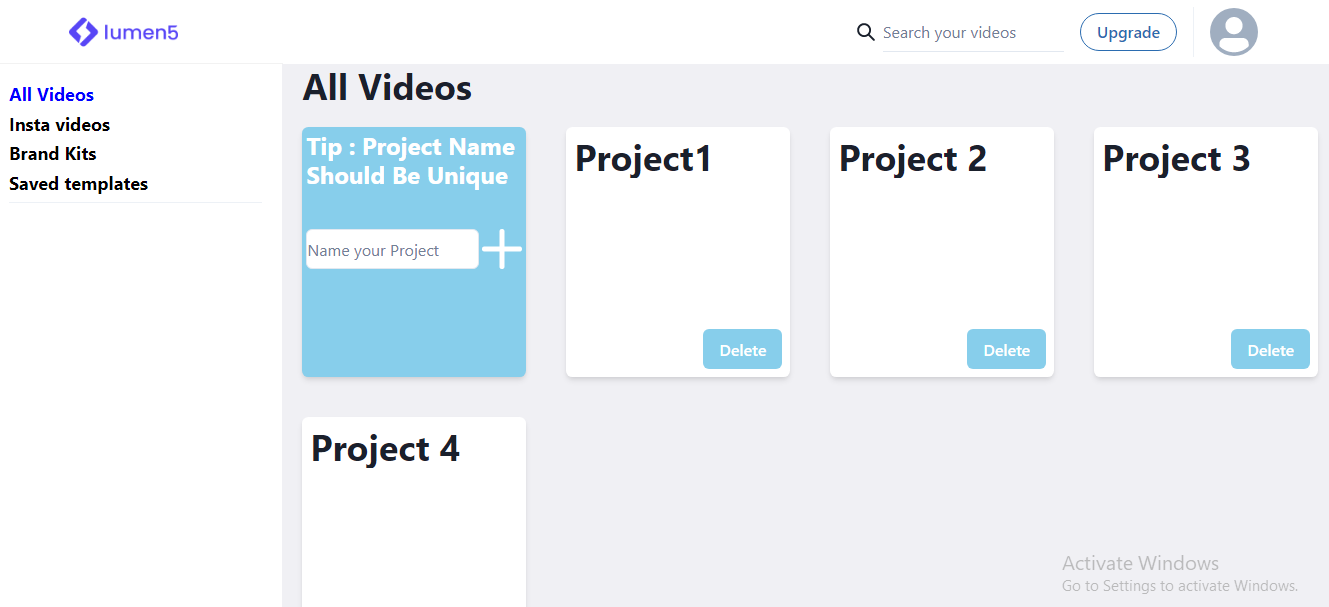 lumen5
Search your videos
Upgrade
All Videos
Insta videos
Brand Kits
Saved templates
All Videos
Tip : Project Name
Should Be Unique
Name your Project
Project1
Delete
Project 2
Delete
Project 3
Delete
Project 4
Activate Windows
Go to Settings to activate Windows.